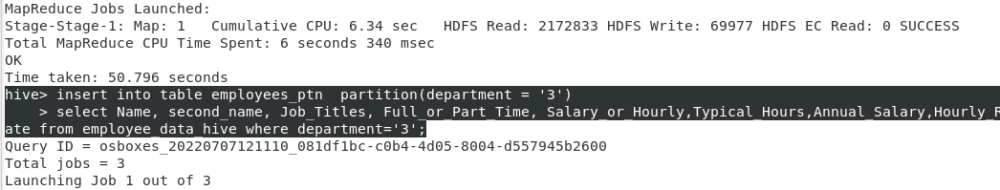 MapReduce Jobs Launched:
Stage-Stage-1: Map: 1   Cumulative CPU: 6.34 sec   HDFS Read: 2172833 HDFS Write: 69977 HDFS EC Read: 0 SUCCESS
Total MapReduce CPU Time Spent: 6 seconds 340 msec
OK
Time taken: 50.796 seconds
hive> insert into table employees_ptn  partition(department = '3')
    > select Name, second_name, Job_Titles, Full_or_Part_Time, Salary_or_Hourly,Typical_Hours,Annual_Salary,Hourly_R
ate from employee_data_hive where department='3';
Query ID = osboxes_20220707121110_081df1bc-c0b4-4d05-8004-d557945b2600
Total jobs = 3
Launching Job 1 out of 3